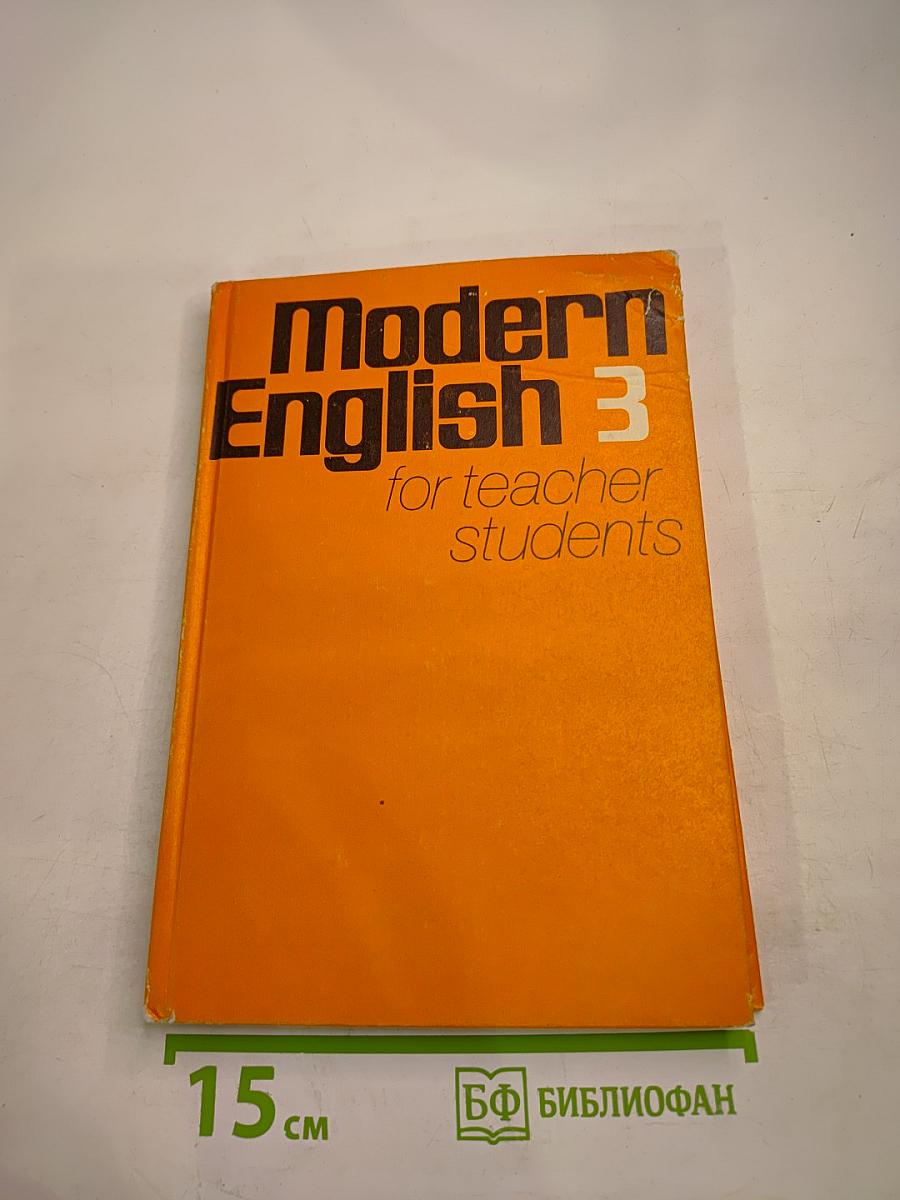 Modern
English 3
for teacher
students
15 см
БФ БИБЛИОФАН